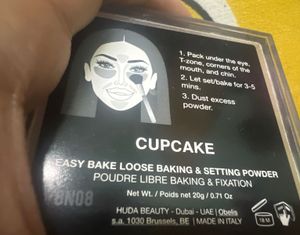 1. Pack under the eye,
T-zone, corners of the
mouth, and chin.
2. Let set/bake for 3-5
mins.
3. Dust excess
powder.
CUPCAKE
EASY BAKE LOOSE BAKING & SETTING POWDER
POUDRE LIBRE BAKING & FIXATION
Net Wt. / Poids net 20g / 0.71 Oz
HUDA BEAUTY - Dubai - UAE | Obelis
s.a. 1030 Brussels, BE | MADE IN ITALY
18 M